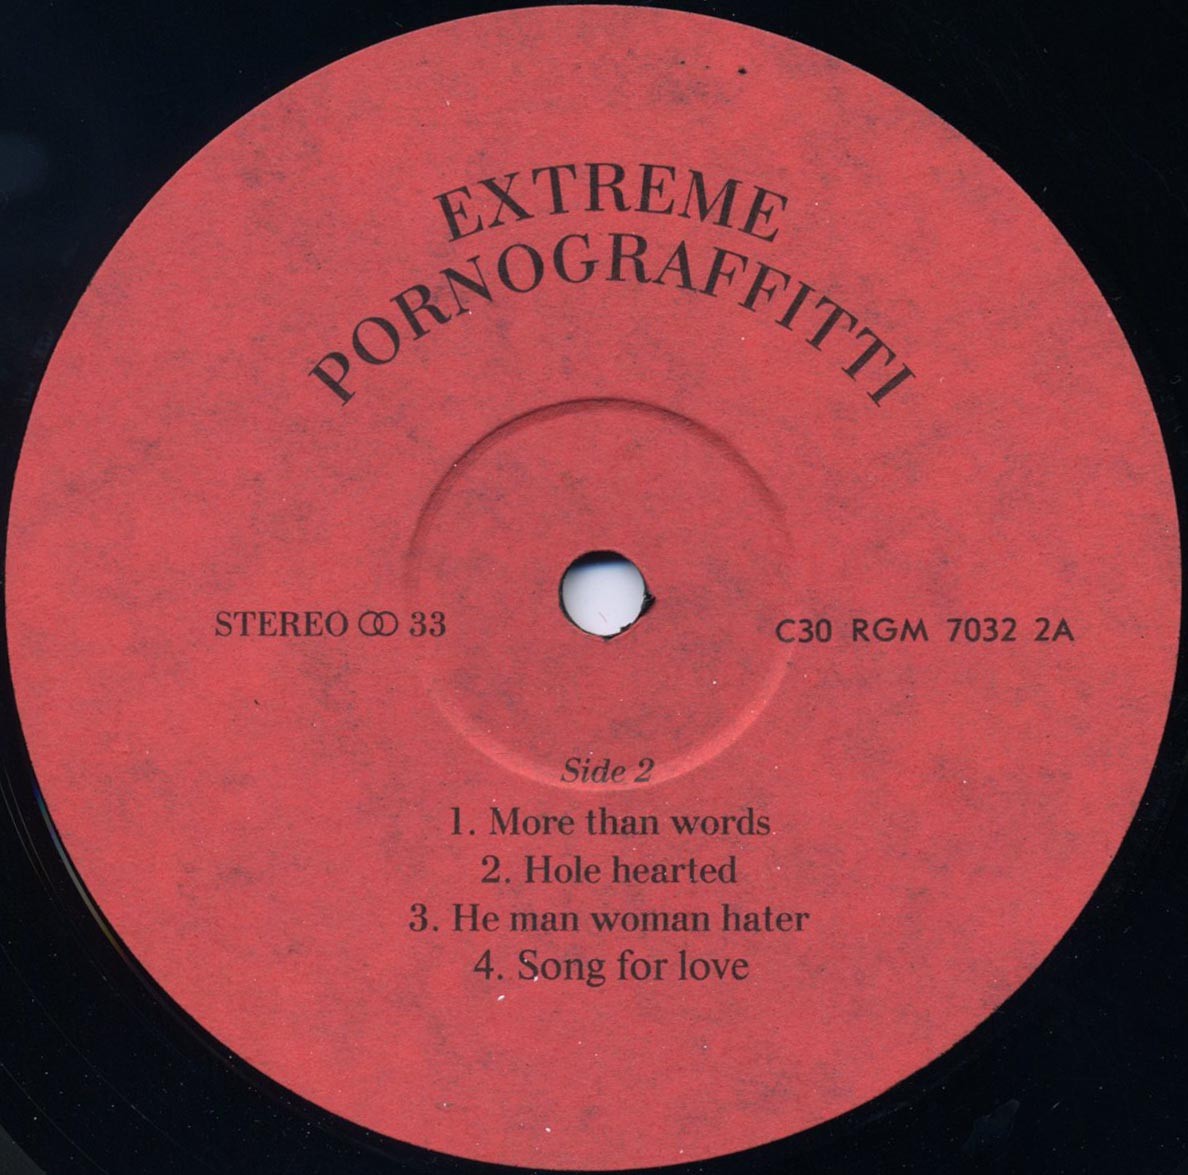 EXTREME
PORNOGRAFFITTI
STEREO ꝏ 33
C30 RGM 7032 2A
Side 2
1. More than words
2. Hole hearted
3. He man woman hater
4. Song for love